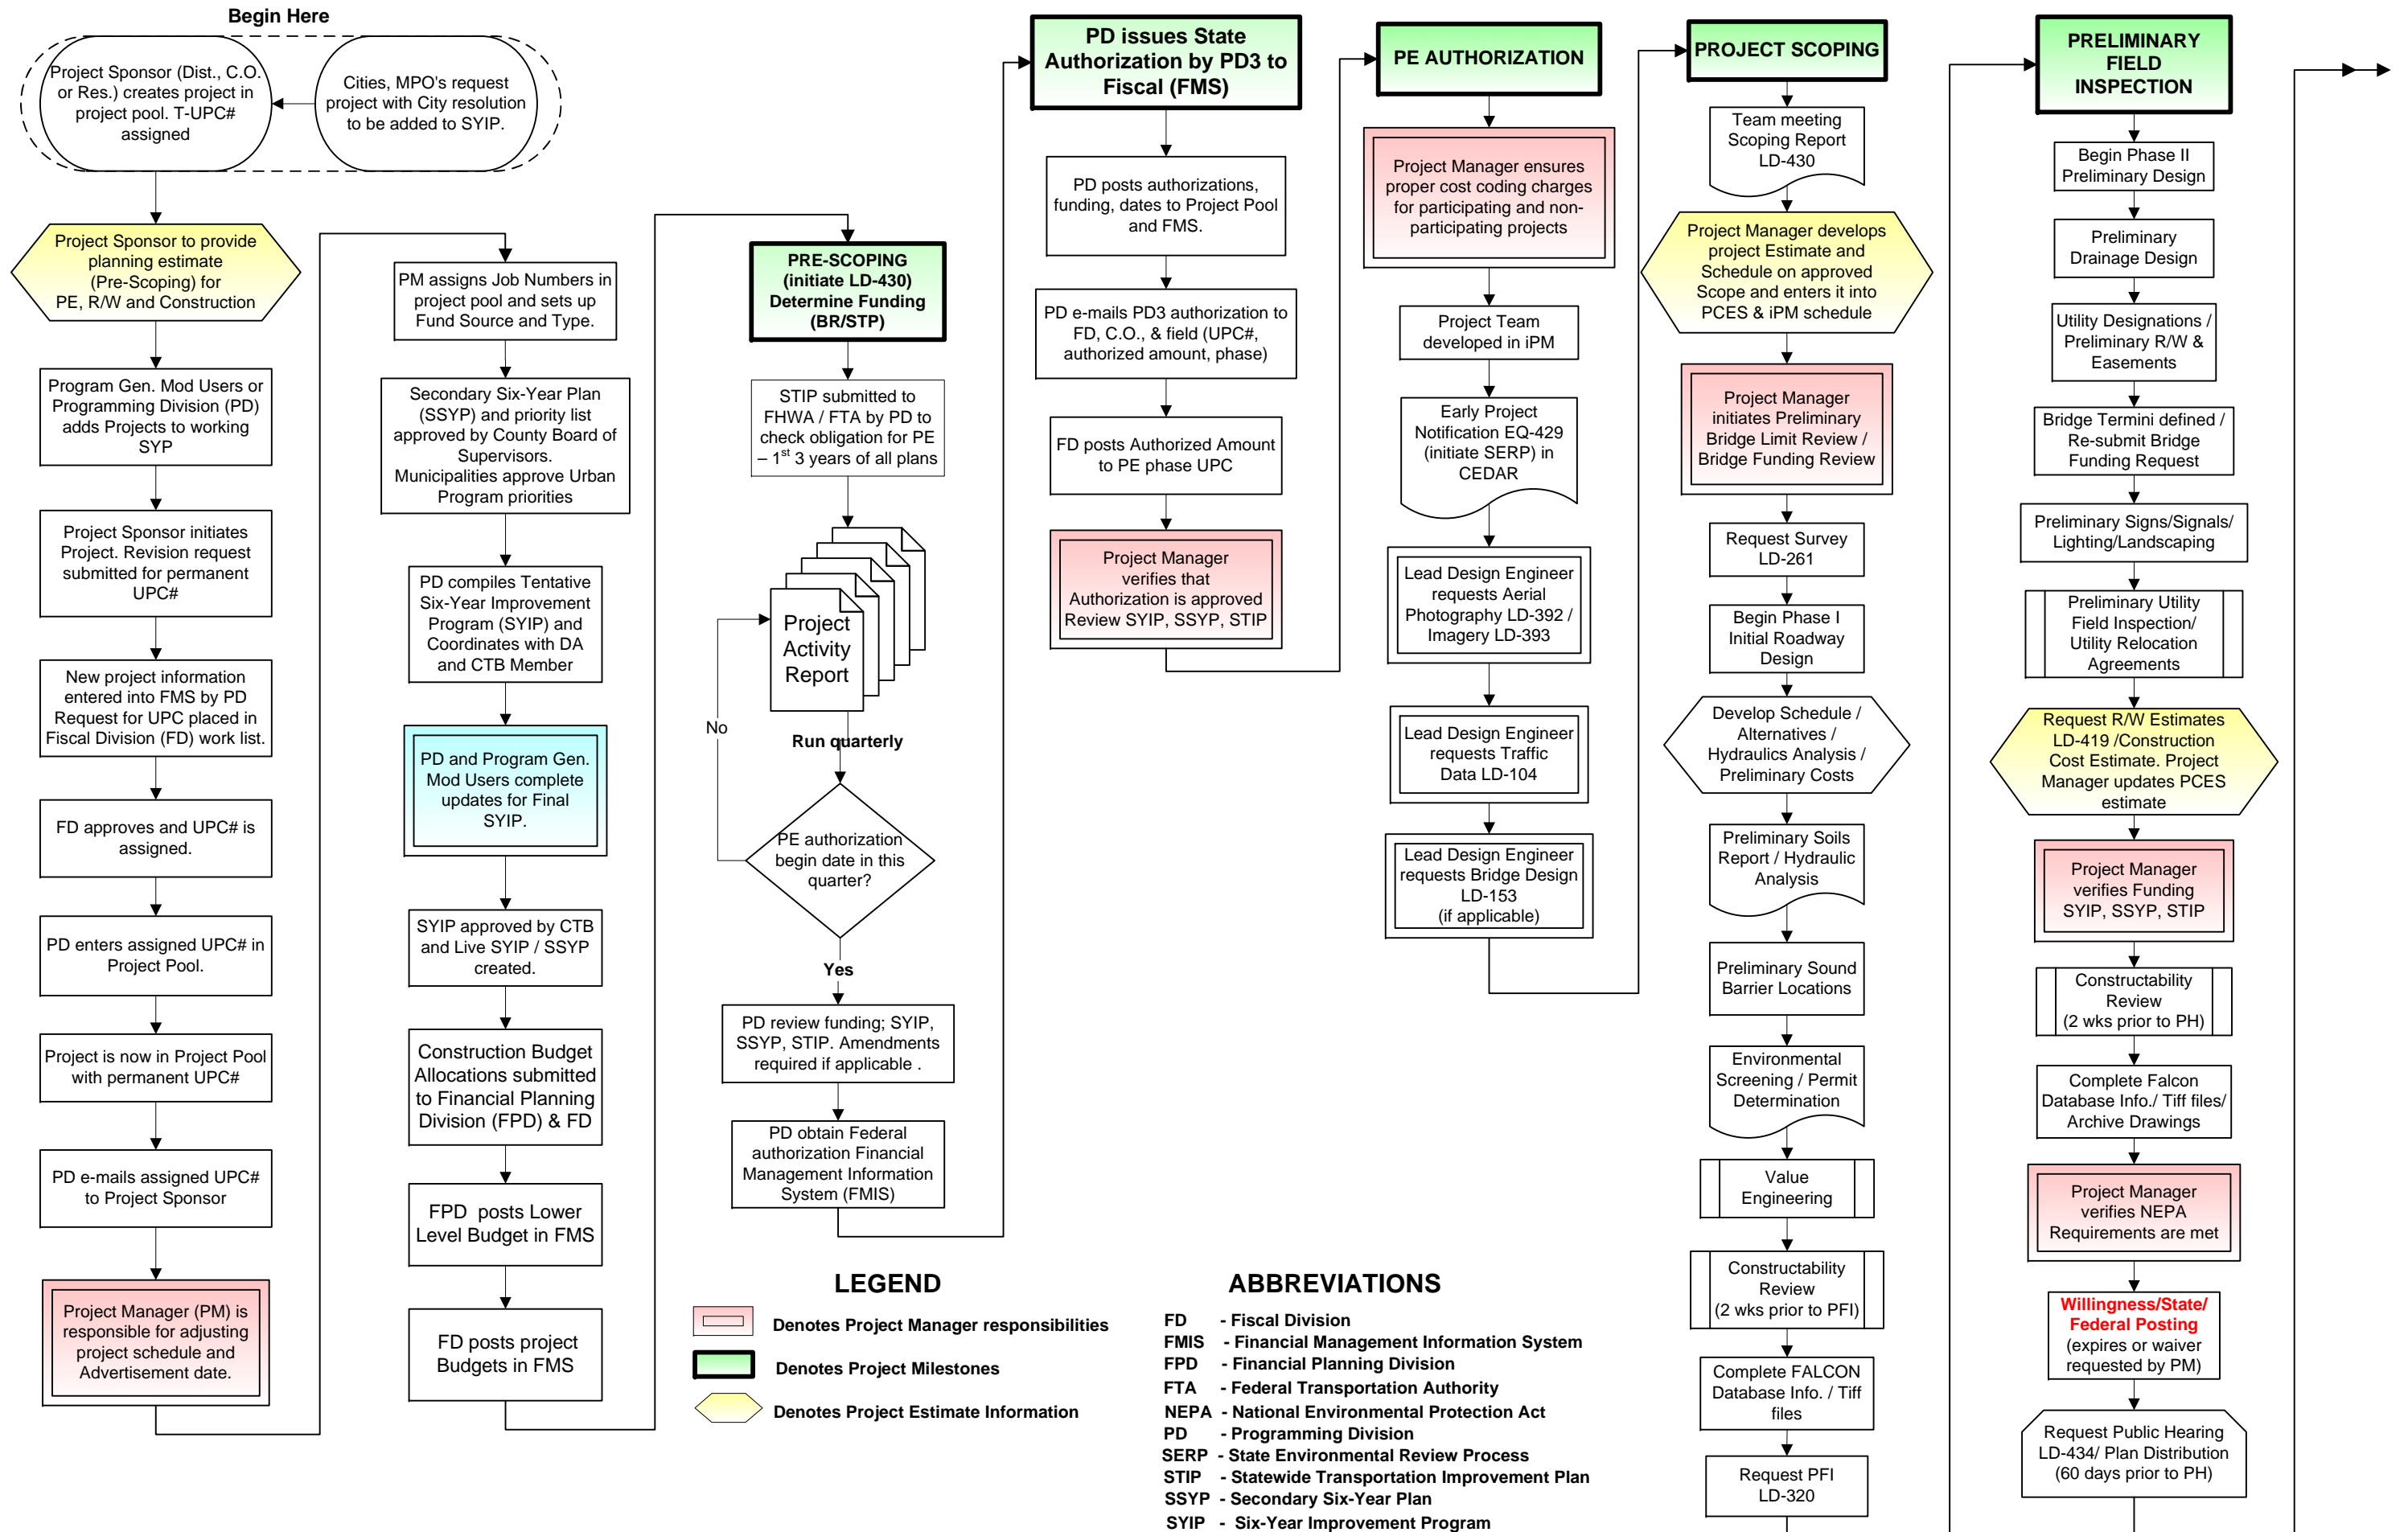 Begin Here
Project Sponsor (Dist., C.O.
or Res.) creates project in
project pool. T-UPC#
assigned
Cities, MPO's request
project with City resolution
to be added to SYIP.
Project Sponsor to provide
planning estimate
(Pre-Scoping) for
PE, R/W and Construction
Program Gen. Mod Users or
Programming Division (PD)
adds Projects to working
SYP
Project Sponsor initiates
Project. Revision request
submitted for permanent
UPC#
New project information
entered into FMS by PD
Request for UPC placed in
Fiscal Division (FD) work list.
FD approves and UPC# is
assigned.
PD enters assigned UPC# in
Project Pool.
Project is now in Project Pool
with permanent UPC#
PD e-mails assigned UPC#
to Project Sponsor
Project Manager (PM) is
responsible for adjusting
project schedule and
Advertisement date.
PM assigns Job Numbers in
project pool and sets up
Fund Source and Type.
Secondary Six-Year Plan
(SSYP) and priority list
approved by County Board of
Supervisors.
Municipalities approve Urban
Program priorities
PD compiles Tentative
Six-Year Improvement
Program (SYIP) and
Coordinates with DA
and CTB Member
PD and Program Gen.
Mod Users complete
updates for Final
SYIP.
SYIP approved by CTB
and Live SYIP / SSYP
created.
Construction Budget
Allocations submitted
to Financial Planning
Division (FPD) & FD
FPD posts Lower
Level Budget in FMS
FD posts project
Budgets in FMS
PRE-SCOPING
(initiate LD-430)
Determine Funding
(BR/STP)
STIP submitted to
FHWA / FTA by PD to
check obligation for PE
– 1st 3 years of all plans
Project
Activity
Report
No
Run quarterly
PE authorization
begin date in this
quarter?
Yes
PD review funding; SYIP,
SSYP, STIP. Amendments
required if applicable .
PD obtain Federal
authorization Financial
Management Information
System (FMIS)
PD issues State
Authorization by PD3 to
Fiscal (FMS)
PD posts authorizations,
funding, dates to Project Pool
and FMS.
PD e-mails PD3 authorization to
FD, C.O., & field (UPC#,
authorized amount, phase)
FD posts Authorized Amount
to PE phase UPC
Project Manager
verifies that
Authorization is approved
Review SYIP, SSYP, STIP
PE AUTHORIZATION
Project Manager ensures
proper cost coding charges
for participating and non-
participating projects
Project Team
developed in iPM
Early Project
Notification EQ-429
(initiate SERP) in
CEDAR
Lead Design Engineer
requests Aerial
Photography LD-392 /
Imagery LD-393
Lead Design Engineer
requests Traffic
Data LD-104
Lead Design Engineer
requests Bridge Design
LD-153
(if applicable)
PROJECT SCOPING
Team meeting
Scoping Report
LD-430
Project Manager develops
project Estimate and
Schedule on approved
Scope and enters it into
PCES & iPM schedule
Project Manager
initiates Preliminary
Bridge Limit Review /
Bridge Funding Review
Request Survey
LD-261
Begin Phase I
Initial Roadway
Design
Develop Schedule /
Alternatives /
Hydraulics Analysis /
Preliminary Costs
Preliminary Soils
Report / Hydraulic
Analysis
Preliminary Sound
Barrier Locations
Environmental
Screening / Permit
Determination
Value
Engineering
Constructability
Review
(2 wks prior to PFI)
Complete FALCON
Database Info. / Tiff
files
Request PFI
LD-320
PRELIMINARY
FIELD
INSPECTION
Begin Phase II
Preliminary Design
Preliminary
Drainage Design
Utility Designations /
Preliminary R/W &
Easements
Bridge Termini defined /
Re-submit Bridge
Funding Request
Preliminary Signs/Signals/
Lighting/Landscaping
Preliminary Utility
Field Inspection/
Utility Relocation
Agreements
Request R/W Estimates
LD-419 /Construction
Cost Estimate. Project
Manager updates PCES
estimate
Project Manager
verifies Funding
SYIP, SSYP, STIP
Constructability
Review
(2 wks prior to PH)
Complete Falcon
Database Info./ Tiff files/
Archive Drawings
Project Manager
verifies NEPA
Requirements are met
Willingness/State/
Federal Posting
(expires or waiver
requested by PM)
Request Public Hearing
LD-434/ Plan Distribution
(60 days prior to PH)
LEGEND
Denotes Project Manager responsibilities
Denotes Project Milestones
Denotes Project Estimate Information
ABBREVIATIONS
FD - Fiscal Division
FMIS - Financial Management Information System
FPD - Financial Planning Division
FTA - Federal Transportation Authority
NEPA - National Environmental Protection Act
PD - Programming Division
SERP - State Environmental Review Process
STIP - Statewide Transportation Improvement Plan
SSYP - Secondary Six-Year Plan
SYIP - Six-Year Improvement Program